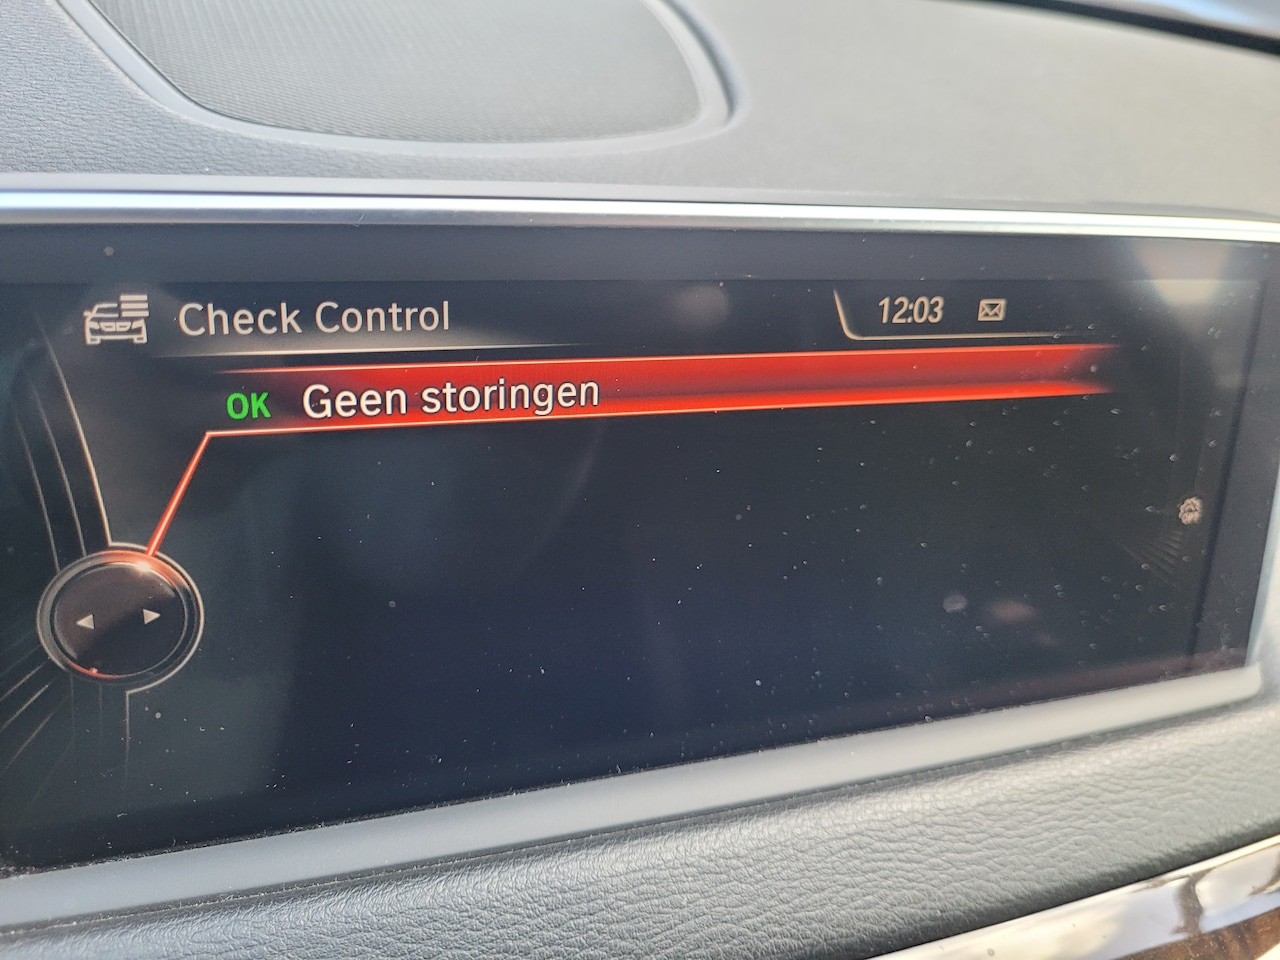 Check Control
12:03
OK Geen storingen